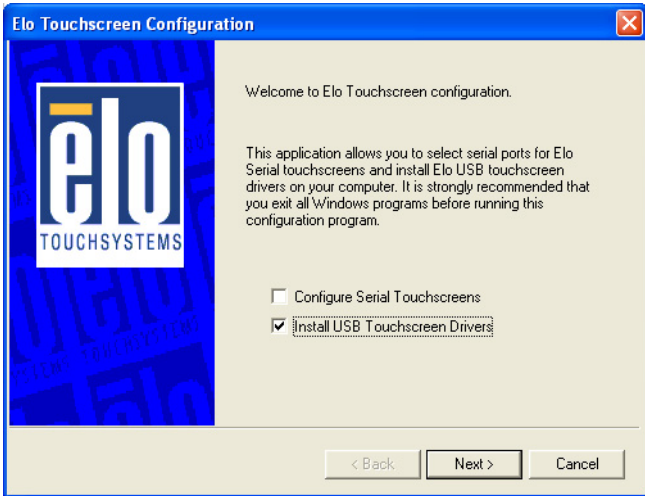 Elo Touchscreen Configuration
elo
TOUCHSYSTEMS
Welcome to Elo Touchscreen configuration.
This application allows you to select serial ports for Elo
Serial touchscreens and install Elo USB touchscreen
drivers on your computer. It is strongly recommended that
you exit all Windows programs before running this
configuration program.
Configure Serial Touchscreens
Install USB Touchscreen Drivers
< Back
Next >
Cancel